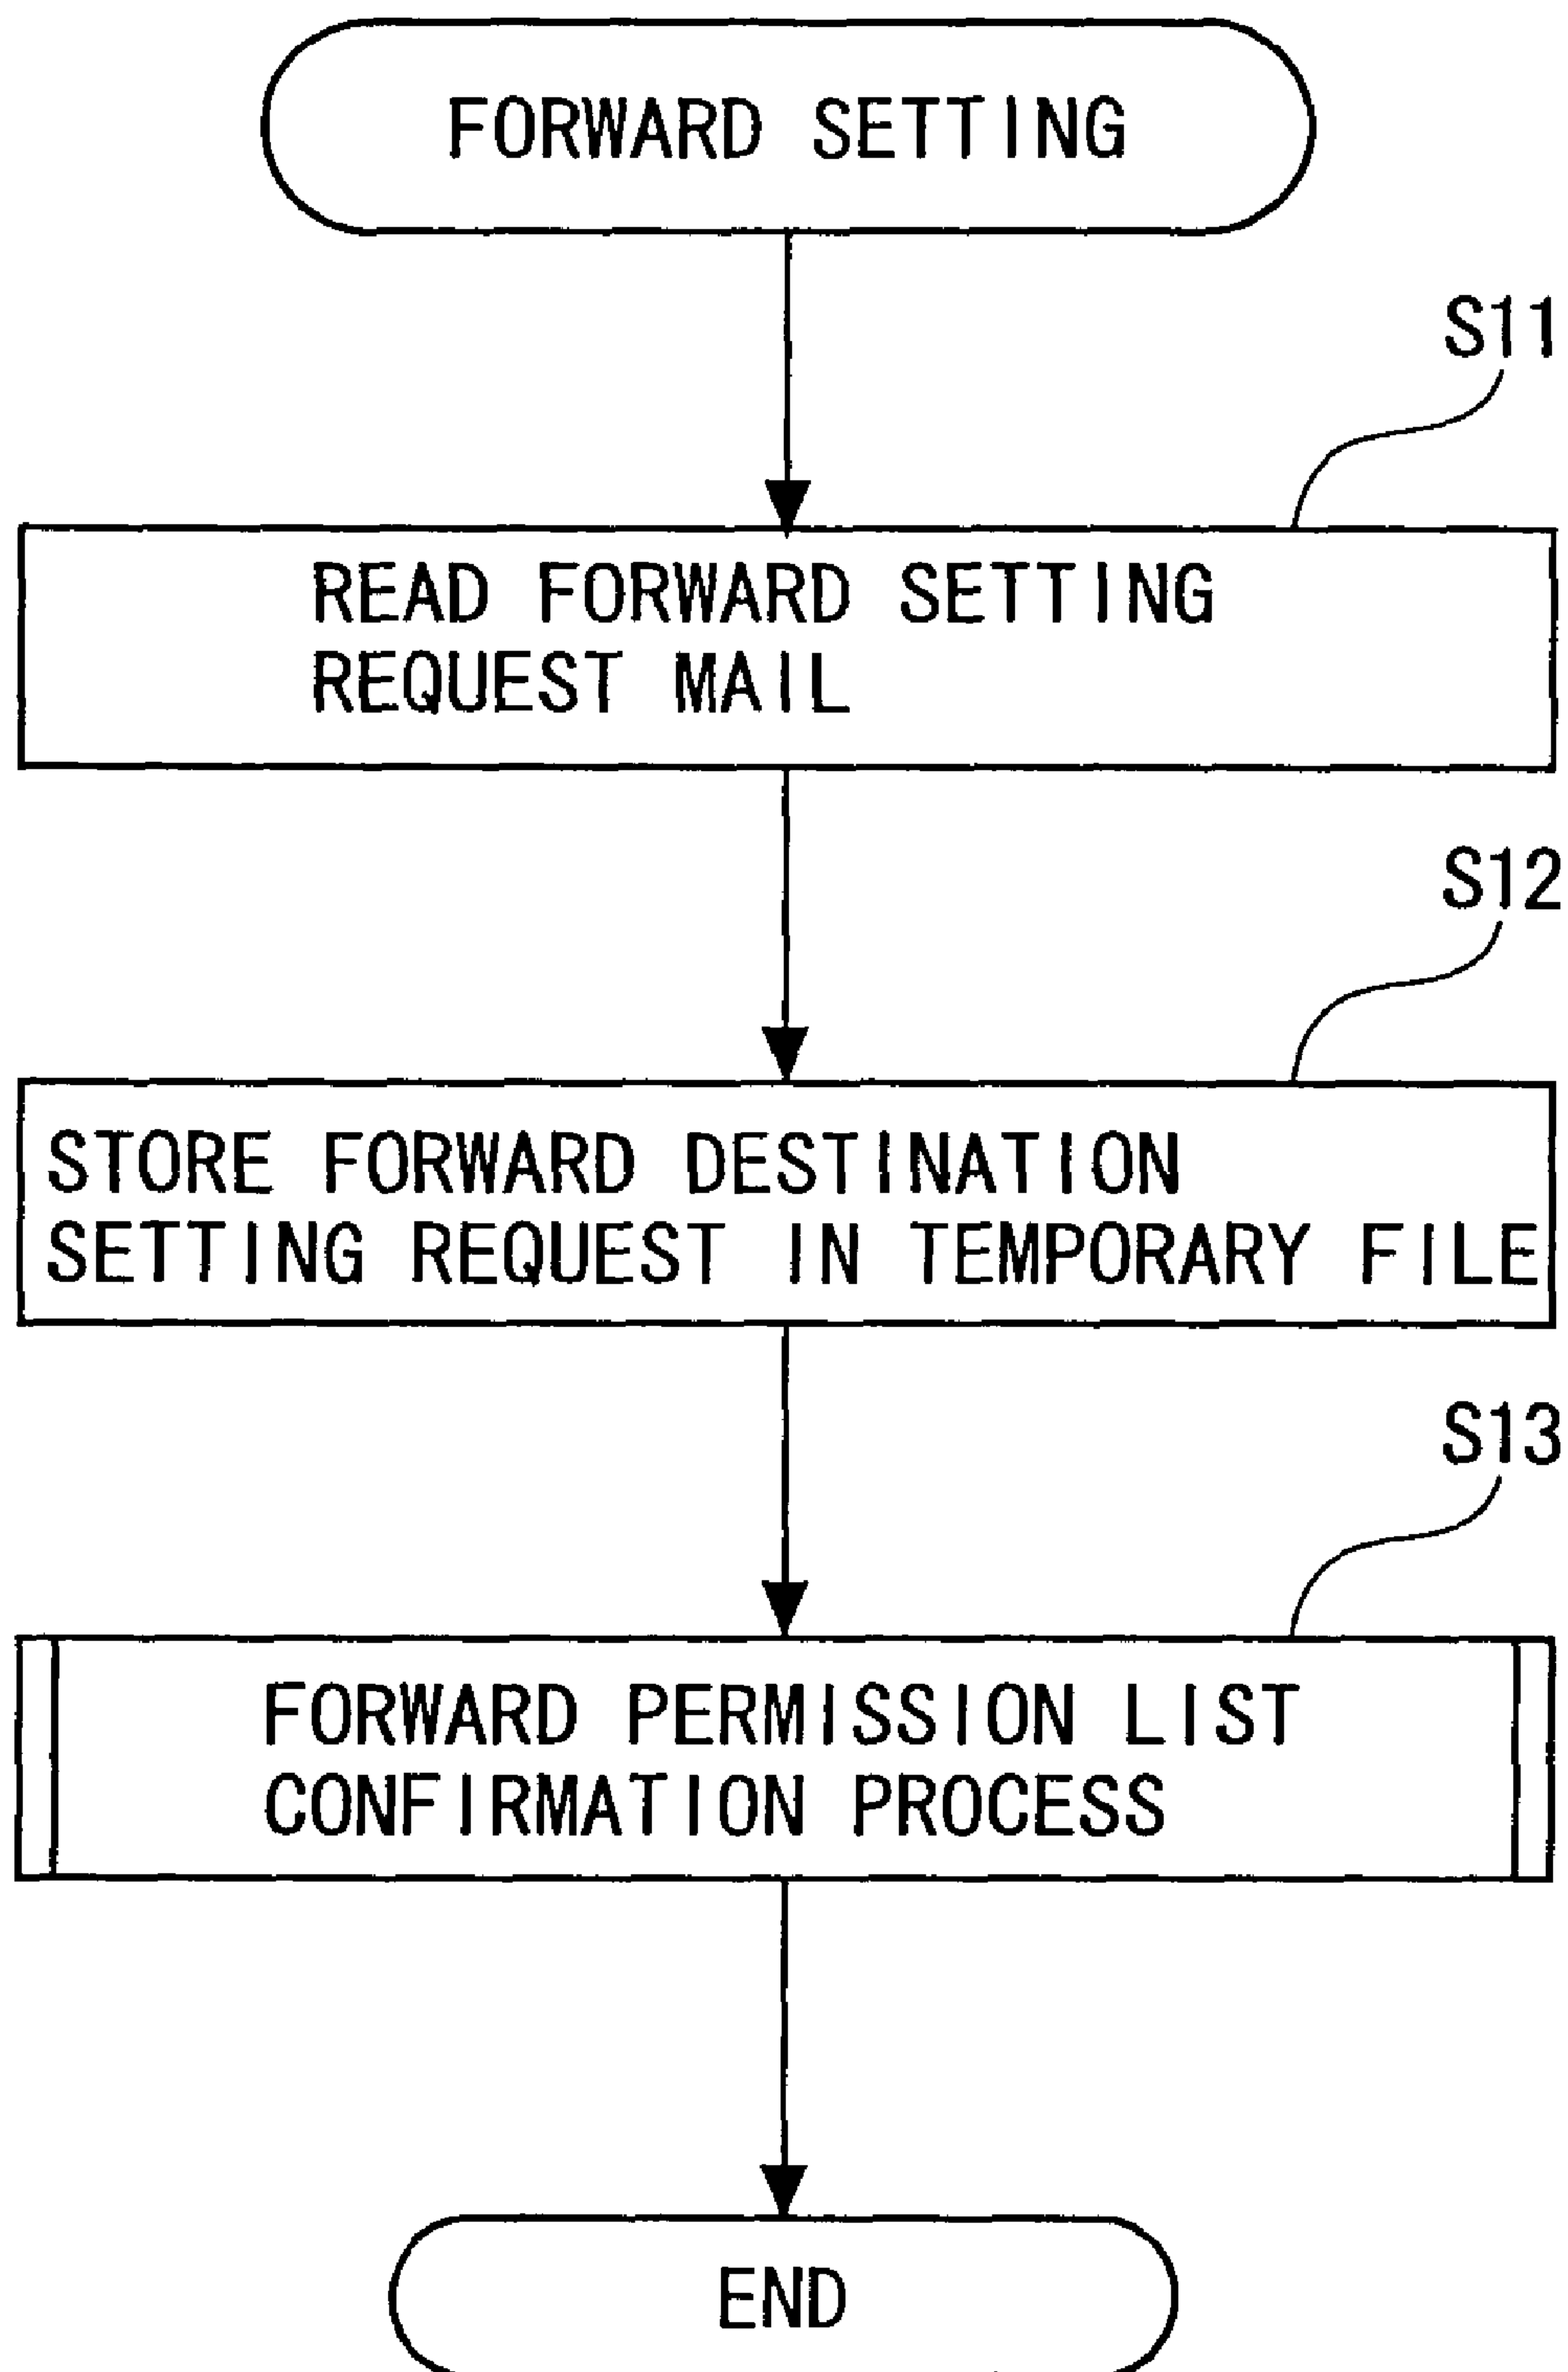 FORWARD SETTING
S11
READ FORWARD SETTING
REQUEST MAIL
S12
STORE FORWARD DESTINATION
SETTING REQUEST IN TEMPORARY FILE
S13
FORWARD PERMISSION LIST
CONFIRMATION PROCESS
END